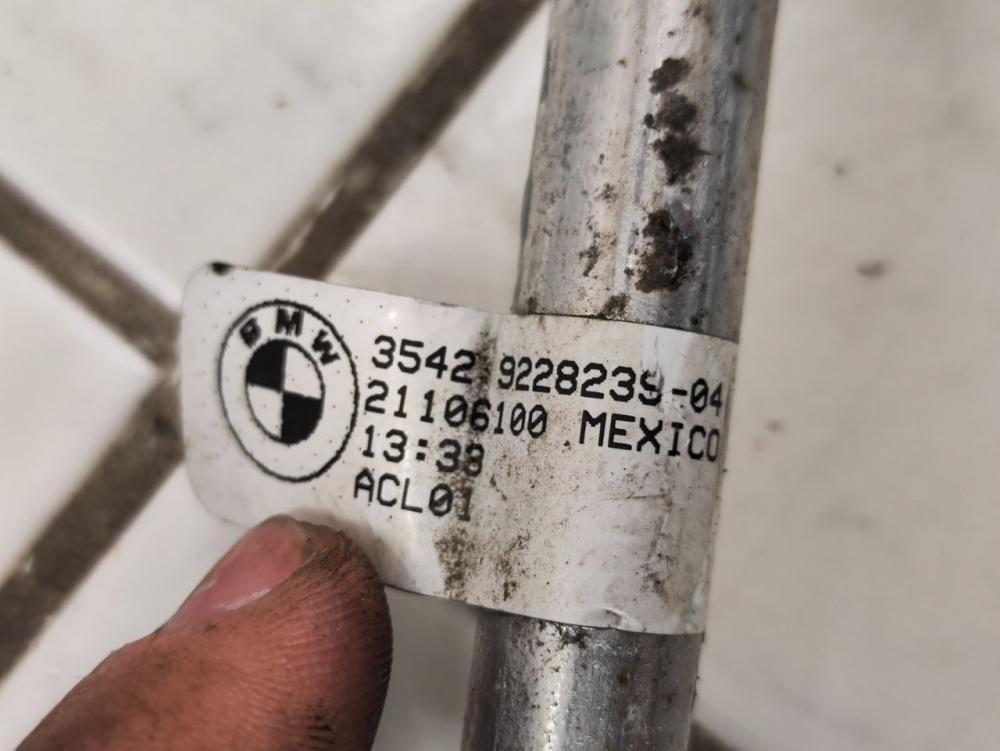 BMW
3542 9228239-04
21106100 MEXICO
13:33
ACL01